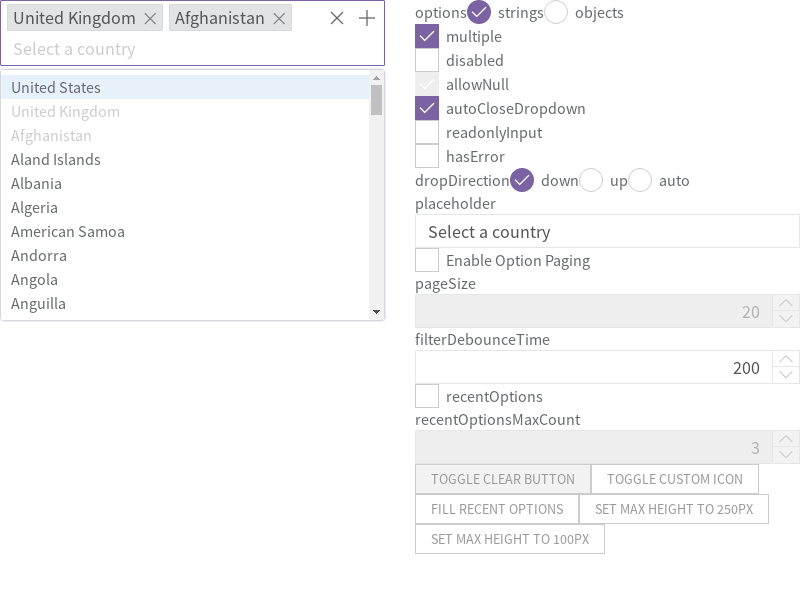 United Kingdom Afghanistan
Select a country
United States
United Kingdom
Afghanistan
Aland Islands
Albania
Algeria
American Samoa
Andorra
Angola
Anguilla
options strings objects
multiple
disabled
allowNull
autoCloseDropdown
readonlyInput
hasError
dropDirection down up auto
placeholder
Select a country
Enable Option Paging
pageSize
20
filterDebounceTime
200
recentOptions
recentOptionsMaxCount
3
TOGGLE CLEAR BUTTON TOGGLE CUSTOM ICON
FILL RECENT OPTIONS SET MAX HEIGHT TO 250PX
SET MAX HEIGHT TO 100PX